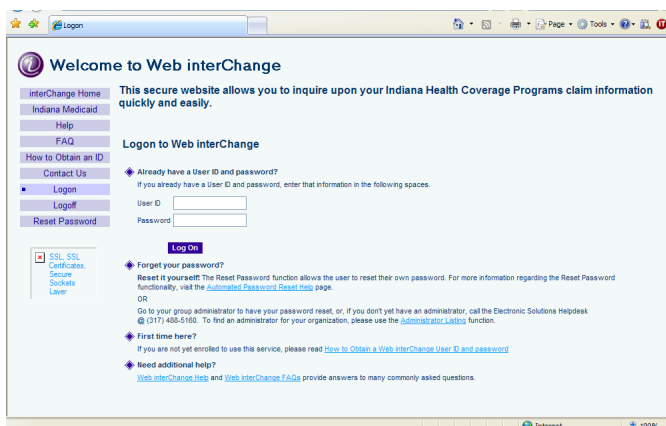 Logon
Page
Tools
Welcome to Web interChange
interChange Home
Indiana Medicaid
Help
FAQ
How to Obtain an ID
Contact Us
Logon
Logoff
Reset Password
SSL, SSL
Certificates,
Secure
Sockets
Layer
This secure website allows you to inquire upon your Indiana Health Coverage Programs claim information
quickly and easily.
Logon to Web interChange
Already have a User ID and password?
If you already have a User ID and password, enter that information in the following spaces.
User ID
Password
Log On
Forget your password?
Reset it yourself! The Reset Password function allows the user to reset their own password. For more information regarding the Reset Password
functionality, visit the Automated Password Reset Help page.
OR
Go to your group administrator to have your password reset, or, if you don't yet have an administrator, call the Electronic Solutions Helpdesk
@ (317) 488-5160. To find an administrator for your organization, please use the Administrator Listing function.
First time here?
If you are not yet enrolled to use this service, please read How to Obtain a Web interChange User ID and password
Need additional help?
Web interChange Help and Web interChange FAQs provide answers to many commonly asked questions.
Internet
100%